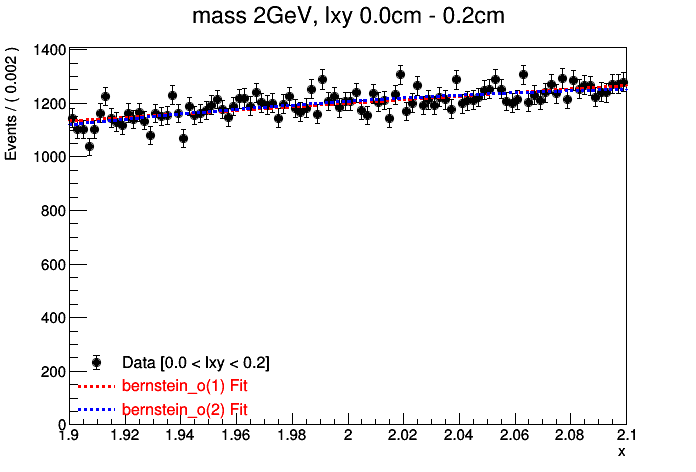 mass 2GeV, lxy 0.0cm - 0.2cm
Events / ( 0.002 )
1400
1200
1000
800
600
400
200
0
Data [0.0 < lxy < 0.2]
bernstein_o(1) Fit
bernstein_o(2) Fit
1.9 1.92 1.94 1.96 1.98 2 2.02 2.04 2.06 2.08 2.1
x